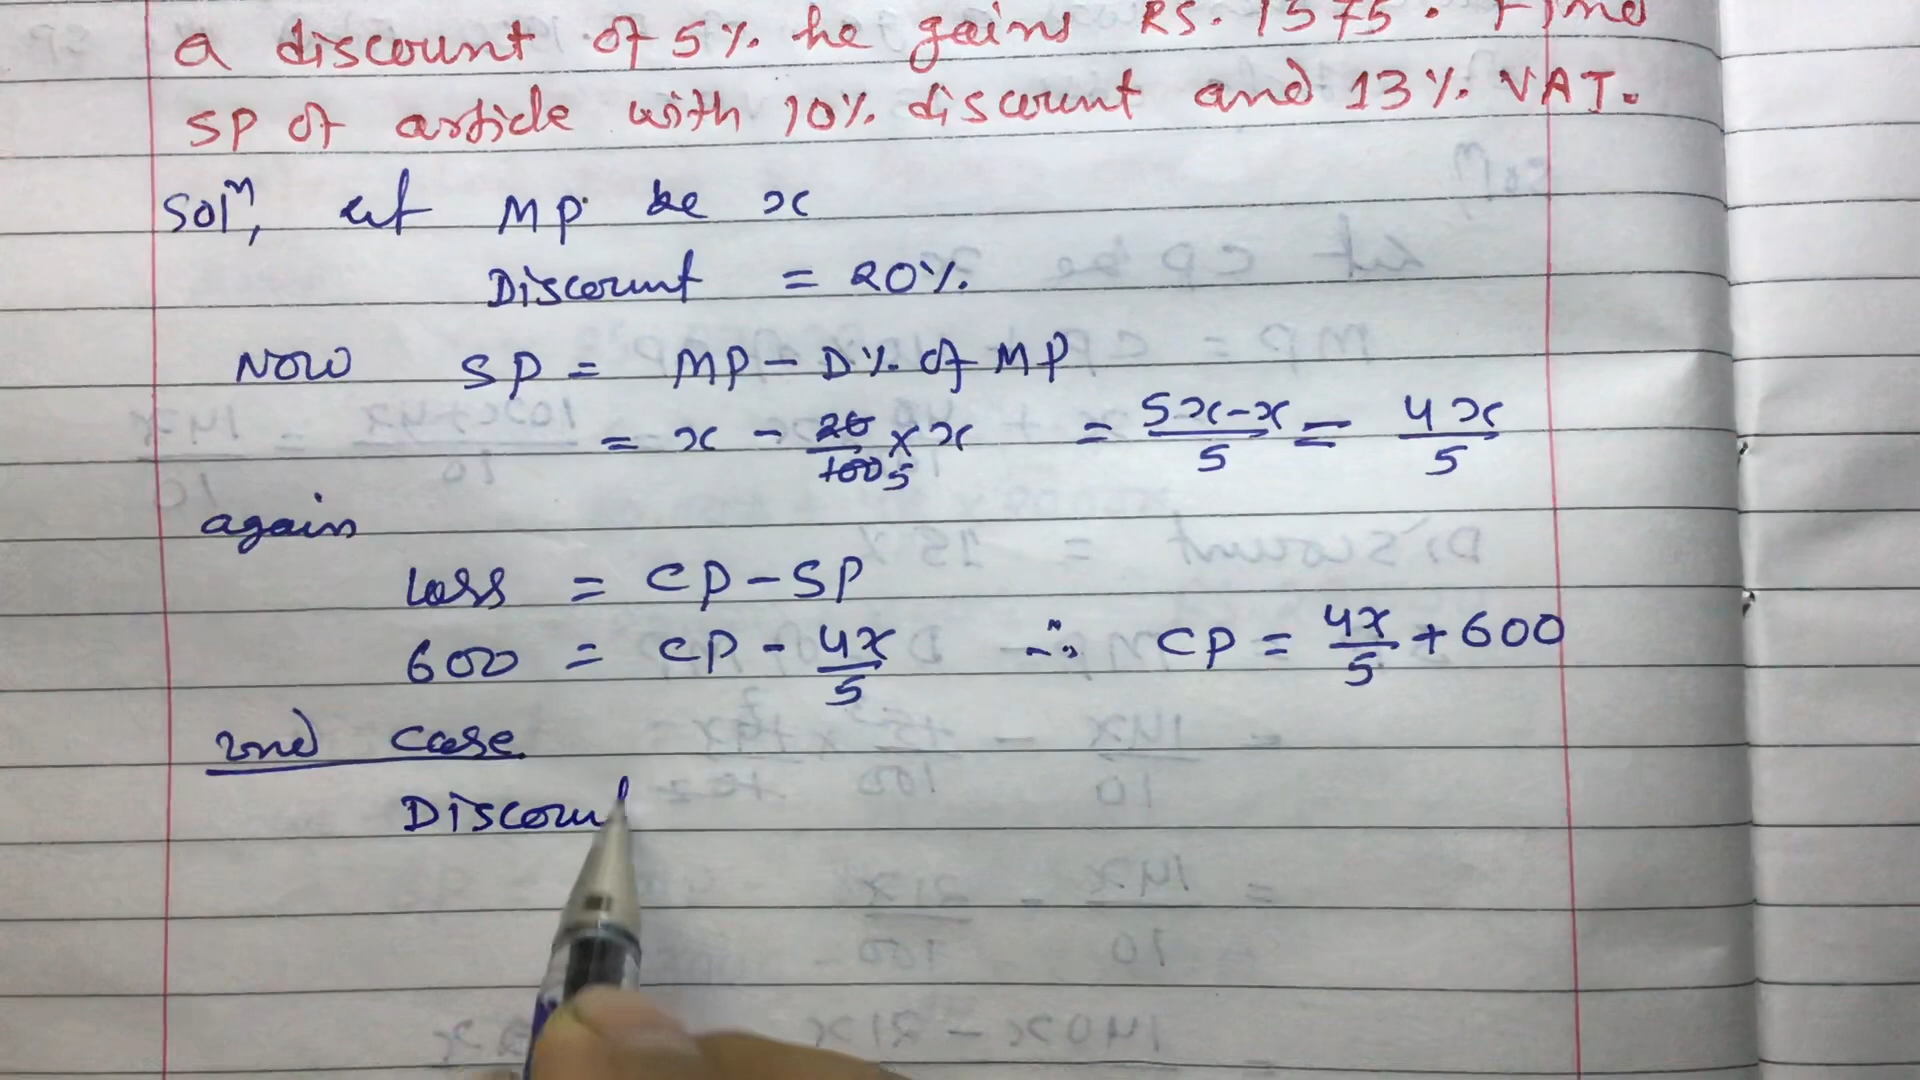 a discount of 5%. he gains RS. 1575. Find
SP of article with 10%. discount and 13%. VAT.
Solⁿ, let MP be x
Discount = 20%.
Now SP = MP - D%. of MP
= x - 20/100 5 × x = 5x-x/5 = 4x/5
again
Loss = CP - SP
600 = CP - 4x/5 ∴ CP = 4x/5 + 600
2nd case
Discount